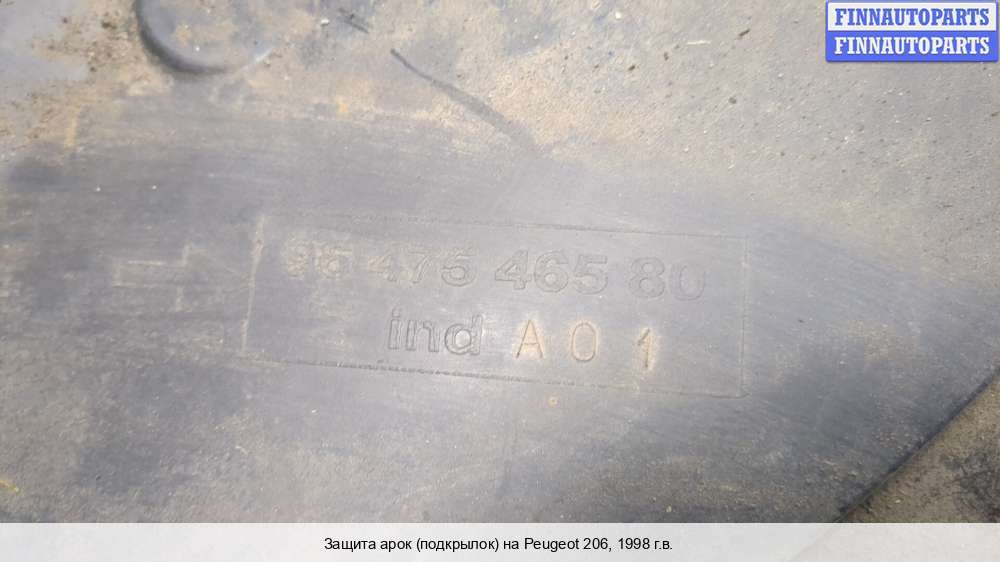 FINNAUTOPARTS
FINNAUTOPARTS
96 475 465 80
ind A 0 1
Защита арок (подкрылок) на Peugeot 206, 1998 г.в.